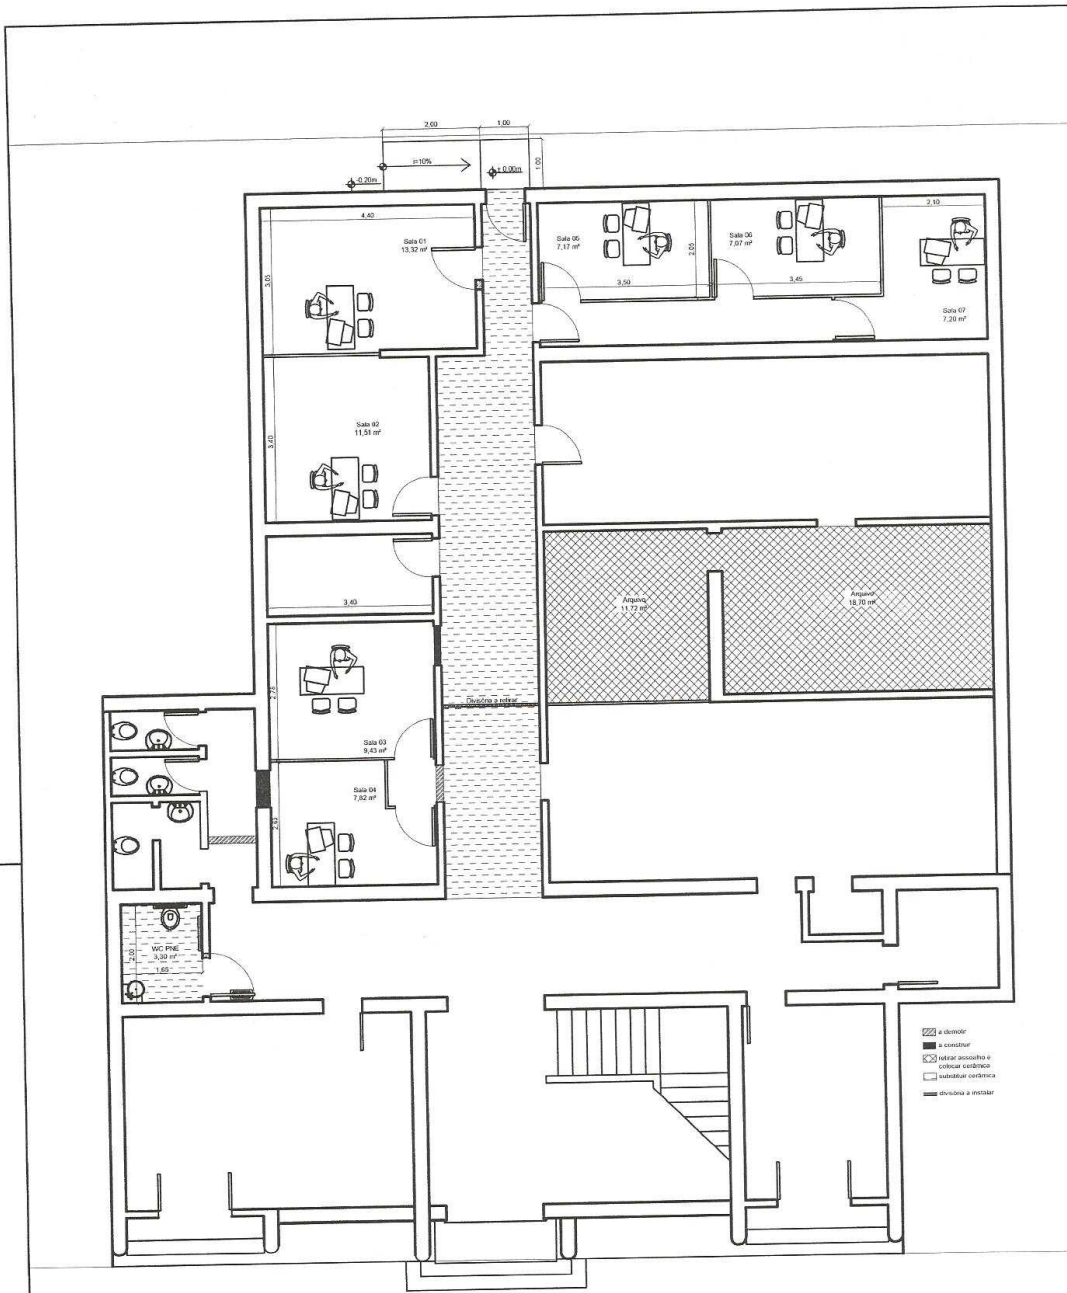 2,00
1,00
i=10%
1,00
-0.20m
± 0,00m
4,40
Sala 01
13,32 m²
3,05
Sala 05
7,17 m²
2,05
3,50
Sala 06
7,07 m²
3,45
2,10
Sala 07
7,20 m²
Sala 02
11,51 m²
3,40
3,40
Arquivo
11,72 m²
Arquivo
18,70 m²
2,78
Divisória a retirar
Sala 03
9,43 m²
Sala 04
7,82 m²
WC PNE
3,30 m²
2,00
1,65
a demolir
a construir
retirar assoalho e
colocar cerâmica
substituir cerâmica
divisória a instalar